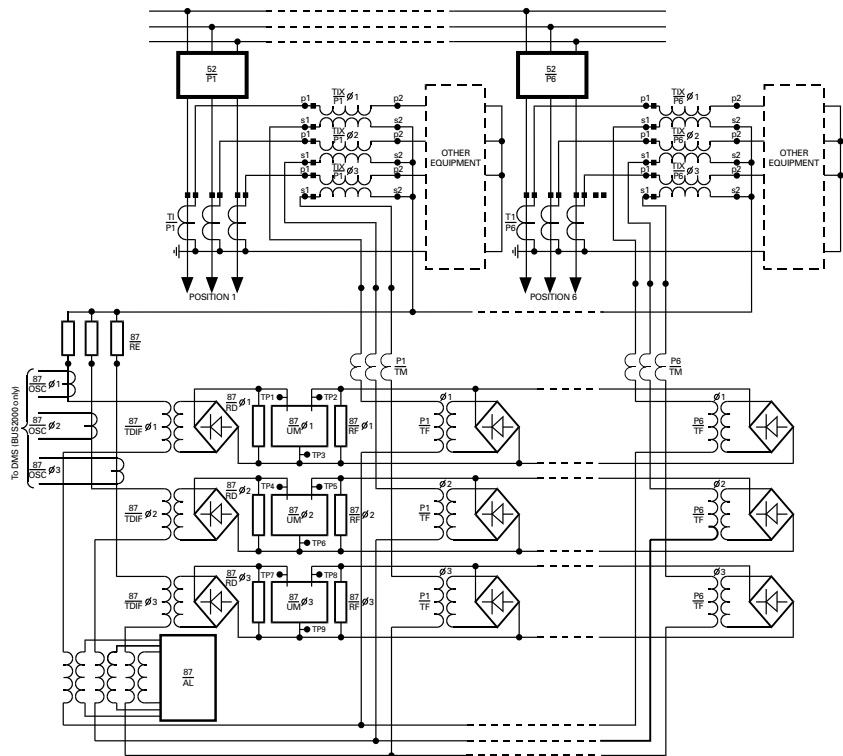 52
P1
52
P6
p1
TIX
P1
Ø1
p2
s1
s2
p1
TIX
P1
Ø2
p2
s1
s2
p1
TIX
P1
Ø3
p2
s1
s2
OTHER
EQUIPMENT
p1
TIX
P6
Ø1
p2
s1
s2
p1
TIX
P6
Ø2
p2
s1
s2
p1
TIX
P6
Ø3
p2
s1
s2
OTHER
EQUIPMENT
TI
P1
T1
P6
POSITION 1
POSITION 6
87
RE
P1
TM
P6
TM
To DMS (BUS2000 only)
87
OSC
Ø1
87
OSC
Ø2
87
OSC
Ø3
87
TDIF
Ø1
87
RD
Ø1
TP1
TP2
87
UM
Ø1
TP3
87
RF
Ø1
Ø1
P1
TF
Ø1
P6
TF
87
TDIF
Ø2
87
RD
Ø2
TP4
TP5
87
UM
Ø2
TP6
87
RF
Ø2
Ø2
P1
TF
Ø2
P6
TF
87
TDIF
Ø3
87
RD
Ø3
TP7
TP8
87
UM
Ø3
TP9
87
RF
Ø3
Ø3
P1
TF
Ø3
P6
TF
87
AL